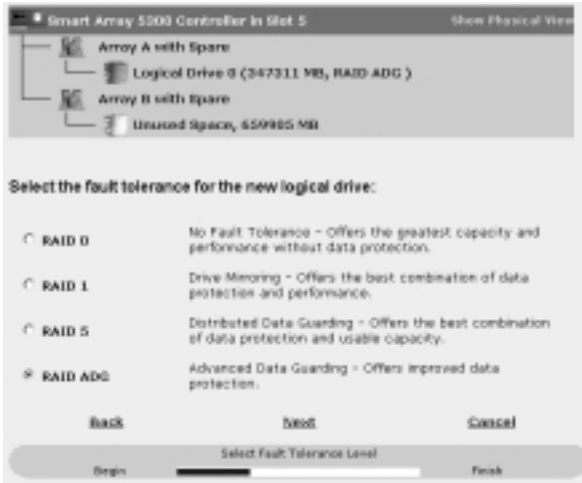 Smart Array 5300 Controller in Slot 5 Show Physical View
Array A with Spare
Logical Drive 0 (347311 MB, RAID ADG )
Array B with Spare
Unused Space, 659905 MB
Select the fault tolerance for the new logical drive:
RAID 0
No Fault Tolerance - Offers the greatest capacity and
performance without data protection.
RAID 1
Drive Mirroring - Offers the best combination of data
protection and performance.
RAID 5
Distributed Data Guarding - Offers the best combination
of data protection and usable capacity.
RAID ADG
Advanced Data Guarding - Offers improved data
protection.
Back Next Cancel
Select Fault Tolerance Level
Begin Finish